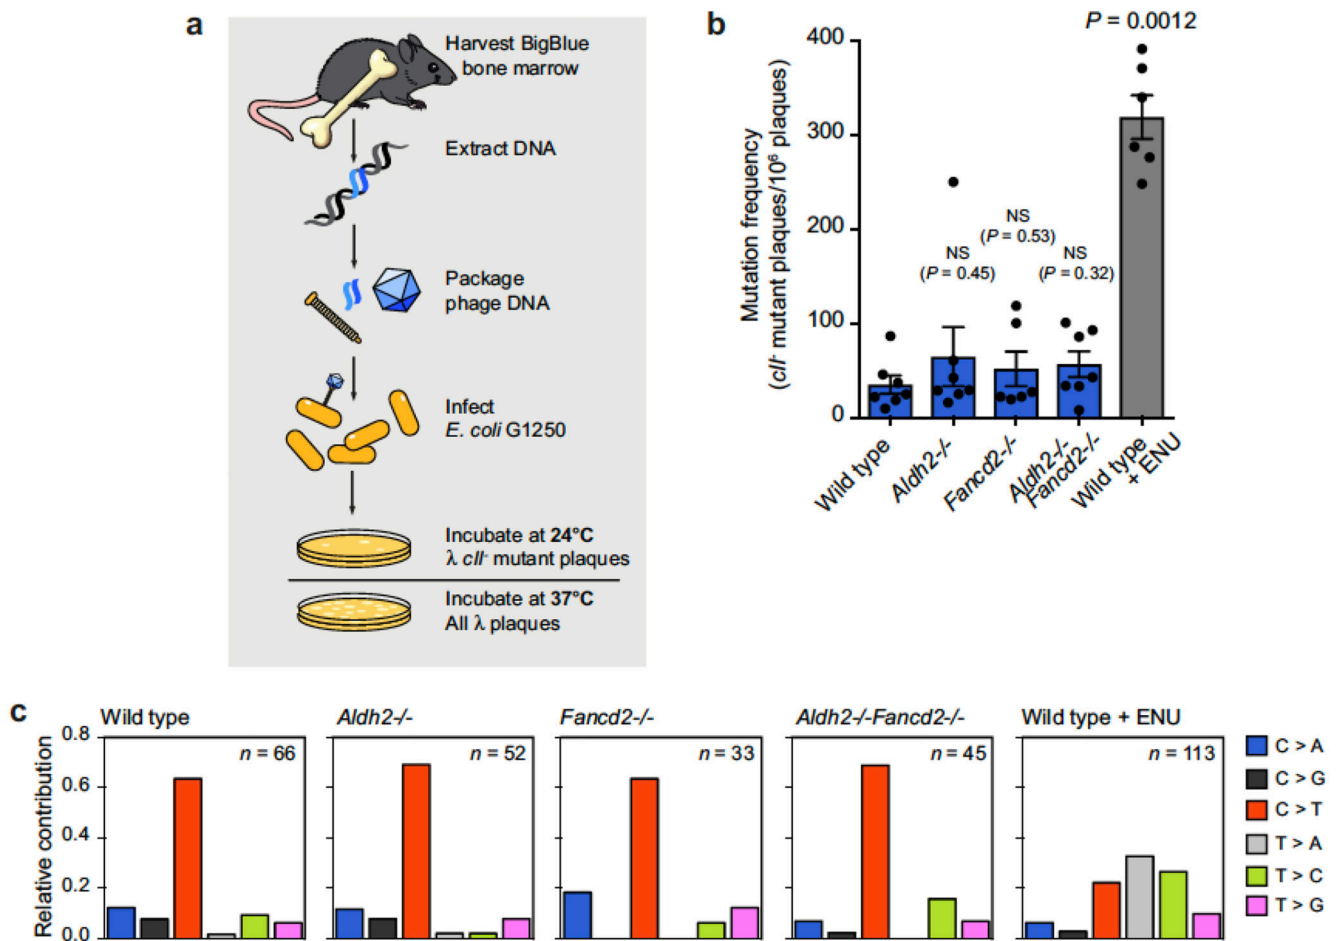 a
Harvest BigBlue
bone marrow
Extract DNA
Package
phage DNA
Infect
E. coli G1250
Incubate at 24°C
λ cII- mutant plaques
Incubate at 37°C
All λ plaques
b
P = 0.0012
Mutation frequency
(cII- mutant plaques/10⁶ plaques)
400
300
200
100
0
NS
(P = 0.45)
NS
(P = 0.53)
NS
(P = 0.32)
Wild type
Aldh2-/-
Fancd2-/-
Aldh2-/-
Fancd2-/-
Wild type
+ ENU
c
Relative contribution
0.8
0.6
0.4
0.2
0.0
Wild type
n = 66
Aldh2-/-
n = 52
Fancd2-/-
n = 33
Aldh2-/-Fancd2-/-
n = 45
Wild type + ENU
n = 113
C > A
C > G
C > T
T > A
T > C
T > G